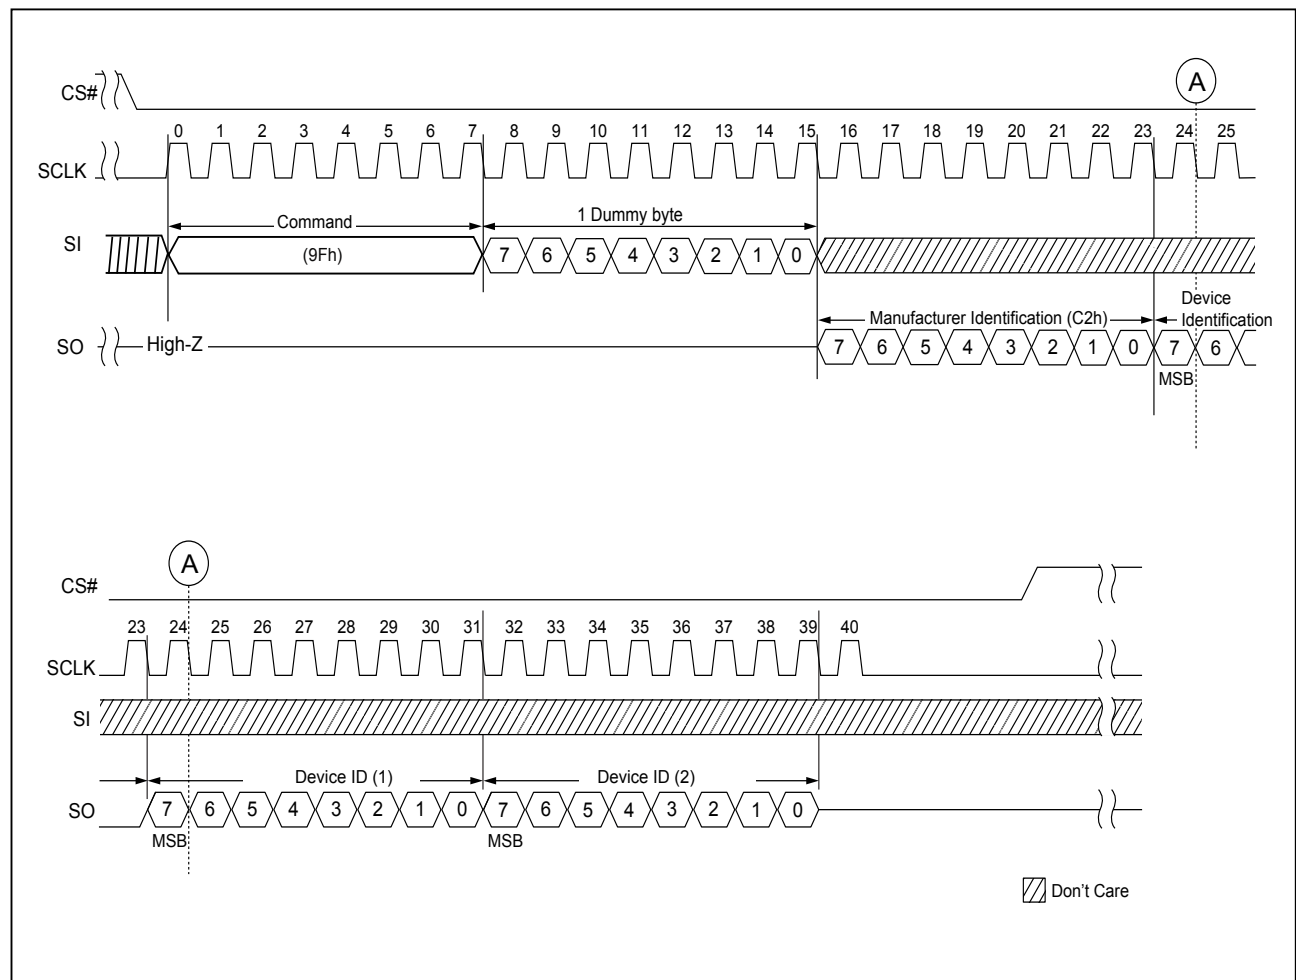 A
CS#
0 1 2 3 4 5 6 7 8 9 10 11 12 13 14 15 16 17 18 19 20 21 22 23 24 25
SCLK
Command 1 Dummy byte
SI
(9Fh) 7 6 5 4 3 2 1 0
Device
Manufacturer Identification (C2h) Identification
SO High-Z 7 6 5 4 3 2 1 0 7 6
MSB
A
CS#
23 24 25 26 27 28 29 30 31 32 33 34 35 36 37 38 39 40
SCLK
SI
Device ID (1) Device ID (2)
SO 7 6 5 4 3 2 1 0 7 6 5 4 3 2 1 0
MSB MSB
Don't Care